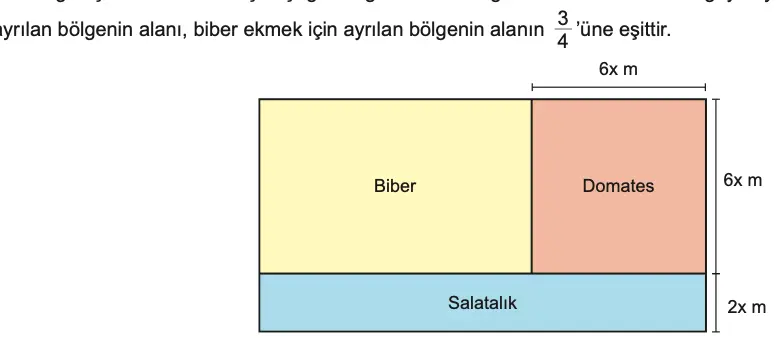 ayrılan bölgenin alanı, biber ekmek için ayrılan bölgenin alanın 3/4 'üne eşittir.
6x m
Biber
Domates
6x m
Salatalık
2x m